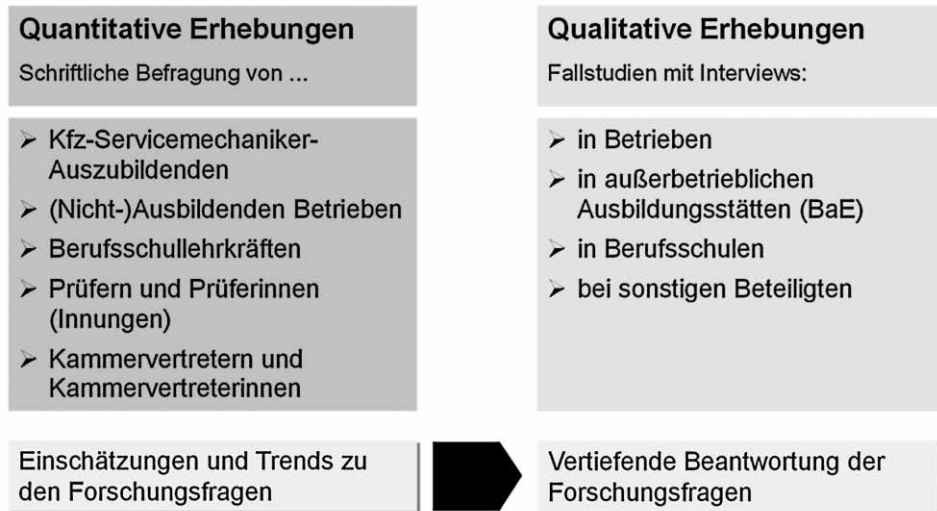 Quantitative Erhebungen
Schriftliche Befragung von ...
➢ Kfz-Servicemechaniker-
Auszubildenden
➢ (Nicht-)Ausbildenden Betrieben
➢ Berufsschullehrkräften
➢ Prüfern und Prüferinnen
(Innungen)
➢ Kammervertretern und
Kammervertreterinnen
Einschätzungen und Trends zu
den Forschungsfragen
Qualitative Erhebungen
Fallstudien mit Interviews:
➢ in Betrieben
➢ in außerbetrieblichen
Ausbildungsstätten (BaE)
➢ in Berufsschulen
➢ bei sonstigen Beteiligten
Vertiefende Beantwortung der
Forschungsfragen